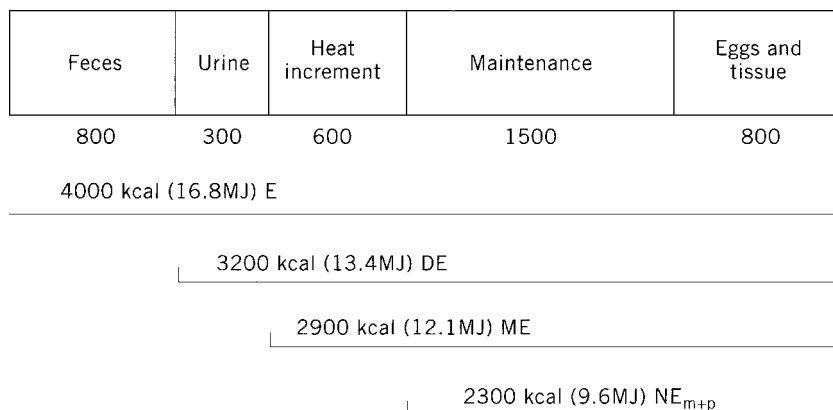 Feces Urine Heat increment Maintenance Eggs and tissue
800 300 600 1500 800
4000 kcal (16.8MJ) E
3200 kcal (13.4MJ) DE
2900 kcal (12.1MJ) ME
2300 kcal (9.6MJ) NEm+p